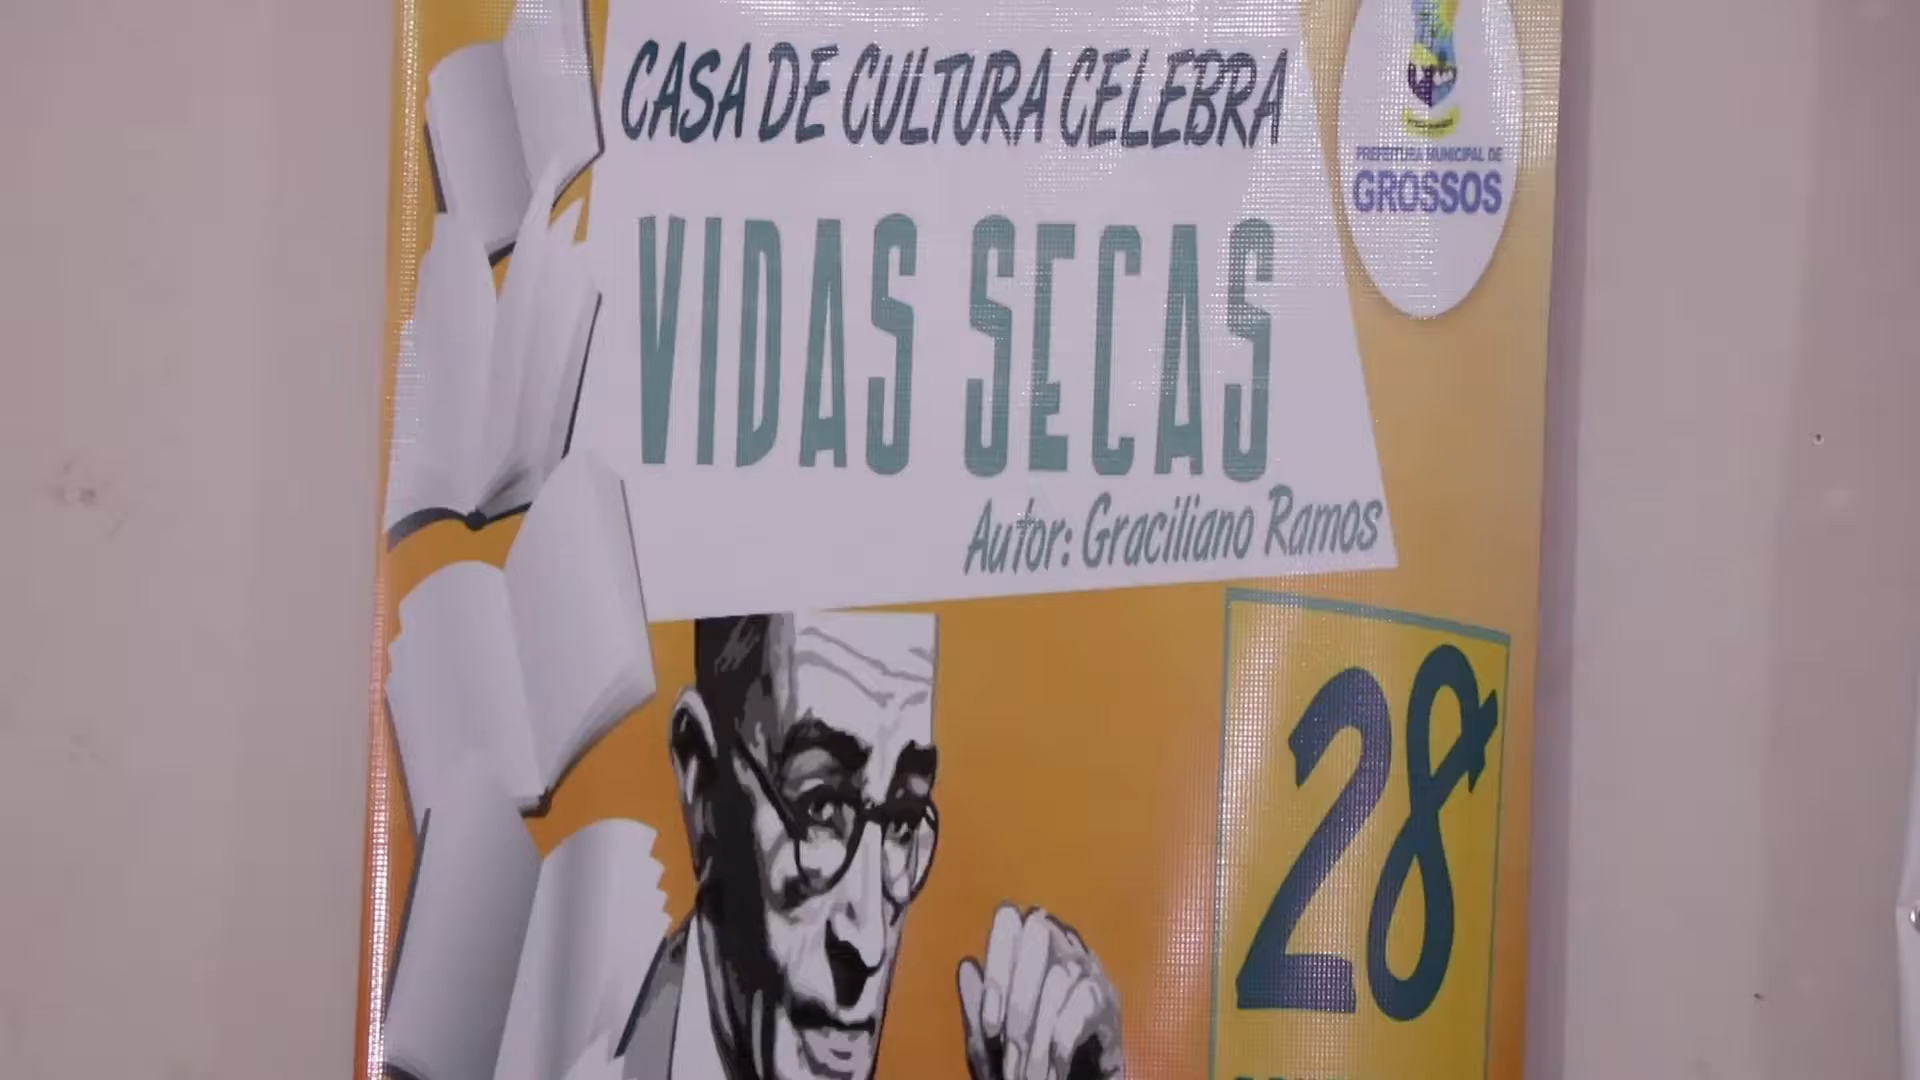 CASA DE CULTURA CELEBRA
VIDAS SECAS
Autor: Graciliano Ramos
PREFEITURA MUNICIPAL DE
GROSSOS
28